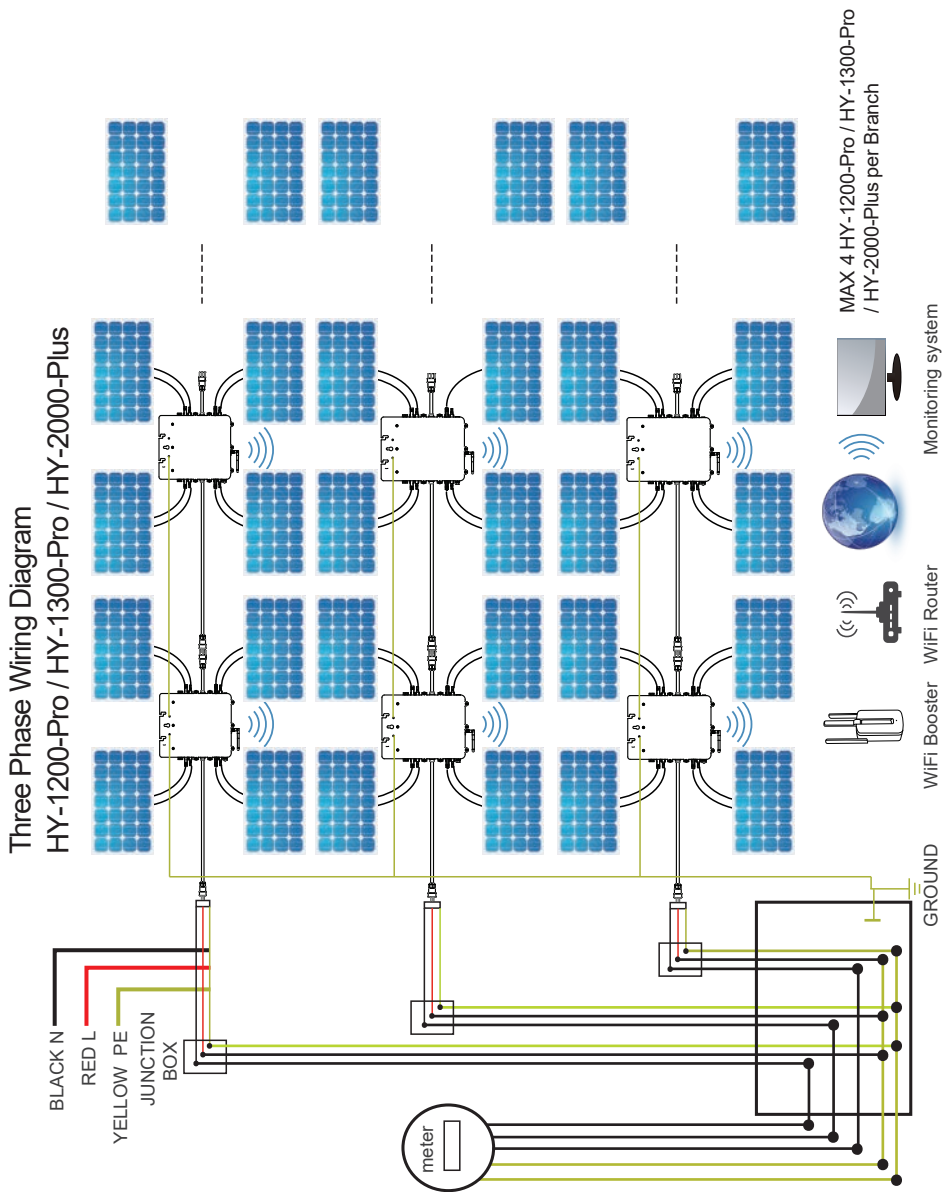 Three Phase Wiring Diagram
HY-1200-Pro / HY-1300-Pro / HY-2000-Plus
BLACK N
RED L
YELLOW PE
JUNCTION
BOX
meter
GROUND
WiFi Booster
WiFi Router
Monitoring system
MAX 4 HY-1200-Pro / HY-1300-Pro
/ HY-2000-Plus per Branch